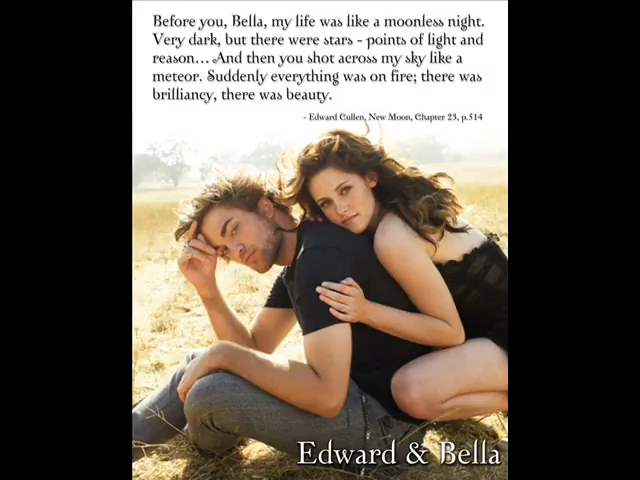 Before you, Bella, my life was like a moonless night.
Very dark, but there were stars - points of light and
reason... And then you shot across my sky like a
meteor. Suddenly everything was on fire; there was
brilliancy, there was beauty.
- Edward Cullen, New Moon, Chapter 23, p.514
Edward & Bella